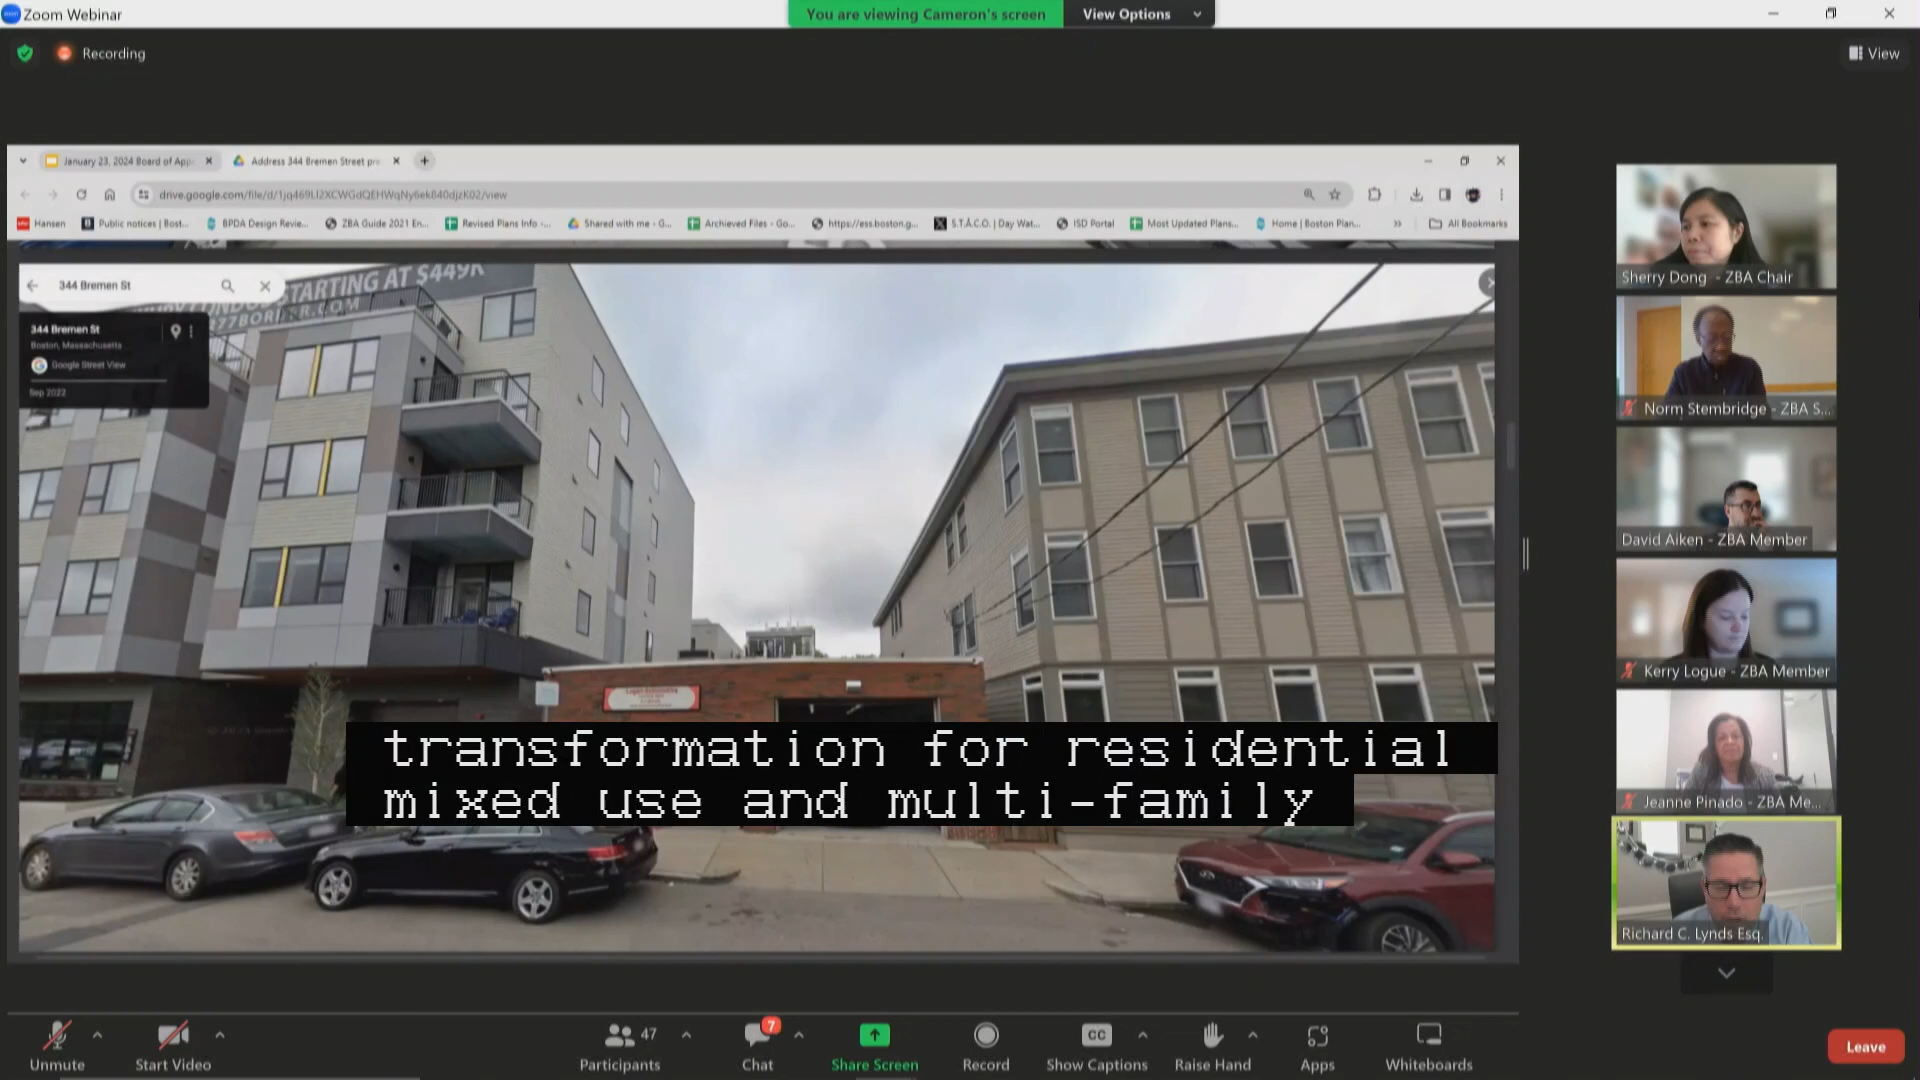 Zoom Webinar
You are viewing Cameron's screen
View Options
Recording
View
January 23, 2024 Board of App
Address 344 Bremen Street pr
drive.google.com/file/d/1jq469Ll2XCWGdQEHWqNy6ek840djzK02/view
Hansen
Public notices | Bost...
BPDA Design Revie...
ZBA Guide 2021 En...
Revised Plans Info -...
Shared with me - G...
Archieved Files - Go...
https://ess.boston.g...
S.T.A.C.O. | Day Wat...
ISD Portal
Most Updated Plans...
Home | Boston Plan...
All Bookmarks
344 Bremen St
STARTING AT $449K
344 Bremen St
Boston, Massachusetts
Google Street View
Sep 2022
transformation for residential
mixed use and multi-family
Sherry Dong - ZBA Chair
Norm Stembridge - ZBA S...
David Aiken - ZBA Member
Kerry Logue - ZBA Member
Jeanne Pinado - ZBA Me...
Richard C. Lynds Esq.
Unmute
Start Video
47
Participants
7
Chat
Share Screen
Record
CC
Show Captions
Raise Hand
Apps
Whiteboards
Leave